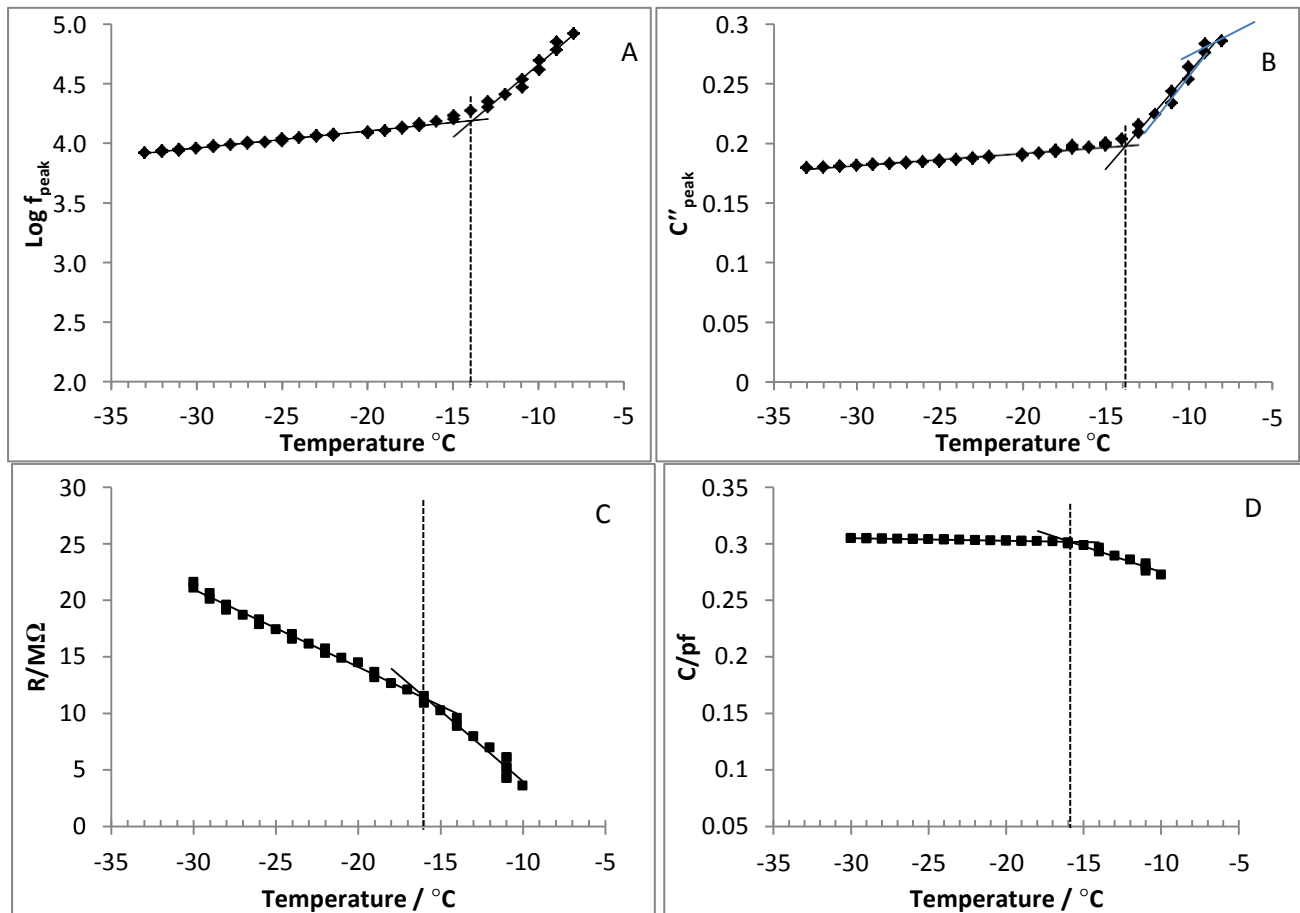 A
Log f peak
5.0
4.5
4.0
3.5
3.0
2.5
2.0
-35 -30 -25 -20 -15 -10 -5
Temperature °C
B
C″ peak
0.3
0.25
0.2
0.15
0.1
0.05
0
-35 -30 -25 -20 -15 -10 -5
Temperature °C
C
R/MΩ
30
25
20
15
10
5
0
-35 -30 -25 -20 -15 -10 -5
Temperature / °C
D
C/pf
0.35
0.3
0.25
0.2
0.15
0.1
0.05
-35 -30 -25 -20 -15 -10 -5
Temperature / °C